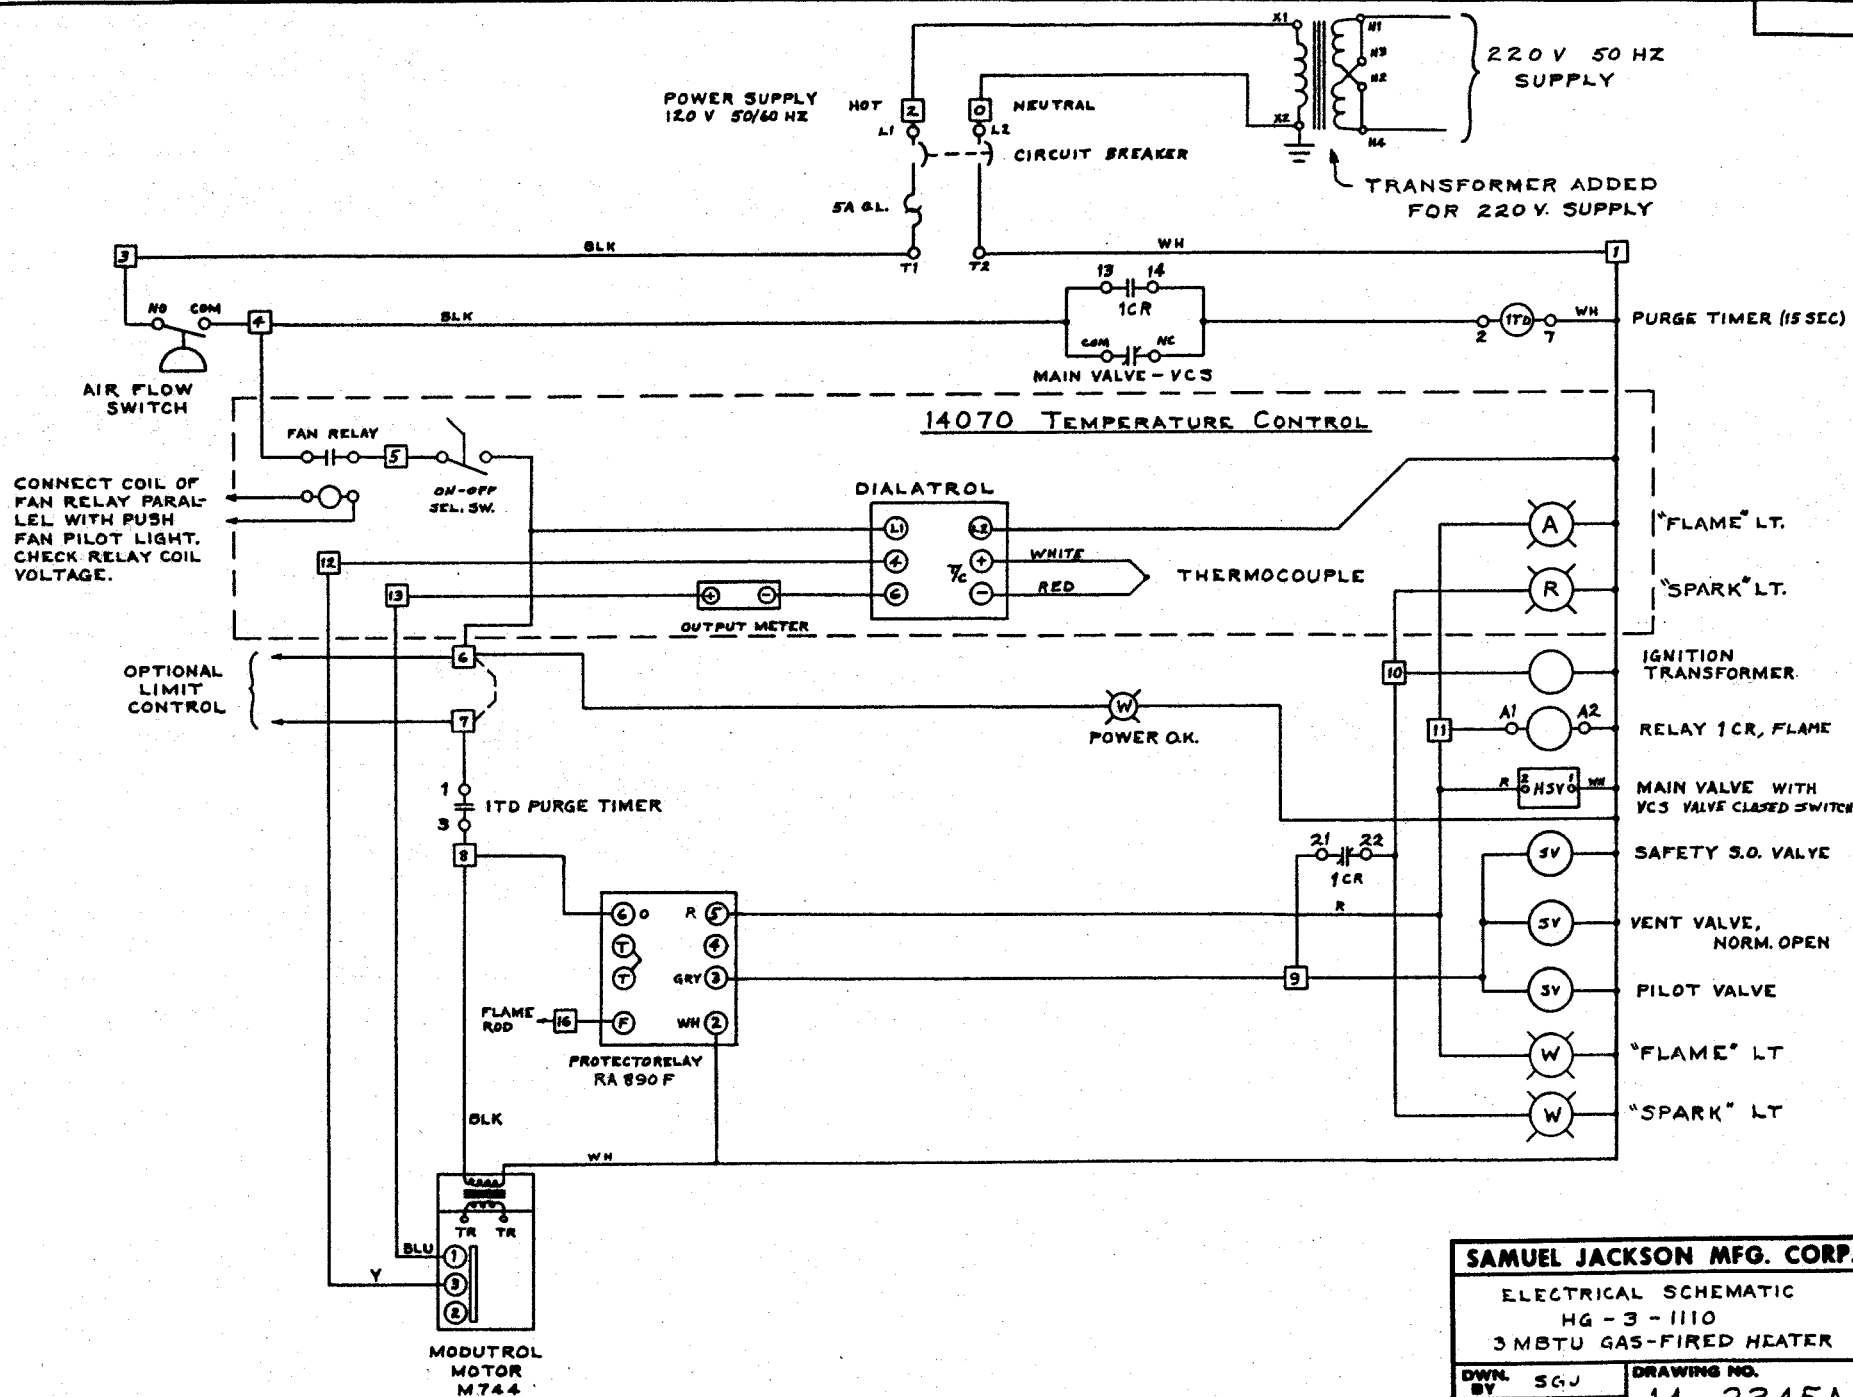 X1
H1
H3
H2
X2
H4
220 V 50 HZ
SUPPLY
POWER SUPPLY
120 V 50/60 HZ
HOT
2
0
NEUTRAL
L1
L2
CIRCUIT BREAKER
TRANSFORMER ADDED
FOR 220 V. SUPPLY
5A GL.
3
BLK
T1
T2
WH
1
NO
COM
4
BLK
13
14
1CR
COM
NC
MAIN VALVE - VCS
2
1TD
7
WH
PURGE TIMER (15 SEC)
AIR FLOW
SWITCH
14070 TEMPERATURE CONTROL
FAN RELAY
5
ON-OFF
SEL. SW.
CONNECT COIL OF
FAN RELAY PARAL-
LEL WITH PUSH
FAN PILOT LIGHT.
CHECK RELAY COIL
VOLTAGE.
DIALATROL
L1
L2
4
+
6
-
T/C
WHITE
RED
THERMOCOUPLE
A
"FLAME" LT.
R
"SPARK" LT.
12
13
+
-
OUTPUT METER
OPTIONAL
LIMIT
CONTROL
6
7
W
POWER O.K.
10
IGNITION
TRANSFORMER
11
A1
A2
RELAY 1CR, FLAME
R
2
HSV
1
WH
MAIN VALVE WITH
VCS VALVE CLOSED SWITCH
1
3
1TD PURGE TIMER
8
21
22
1CR
SV
SAFETY S.O. VALVE
6
O
R
5
R
T
4
T
GRY
3
9
SV
VENT VALVE,
NORM. OPEN
SV
PILOT VALVE
FLAME
ROD
16
F
WH
2
PROTECTORELAY
RA 890 F
W
"FLAME" LT
W
"SPARK" LT
BLK
WH
TR
TR
BLU
1
Y
3
2
MODUTROL
MOTOR
M744
SAMUEL JACKSON MFG. CORP.
ELECTRICAL SCHEMATIC
HG - 3 - 1110
3 MBTU GAS-FIRED HEATER
DWN.
BY
SGJ
DRAWING NO.